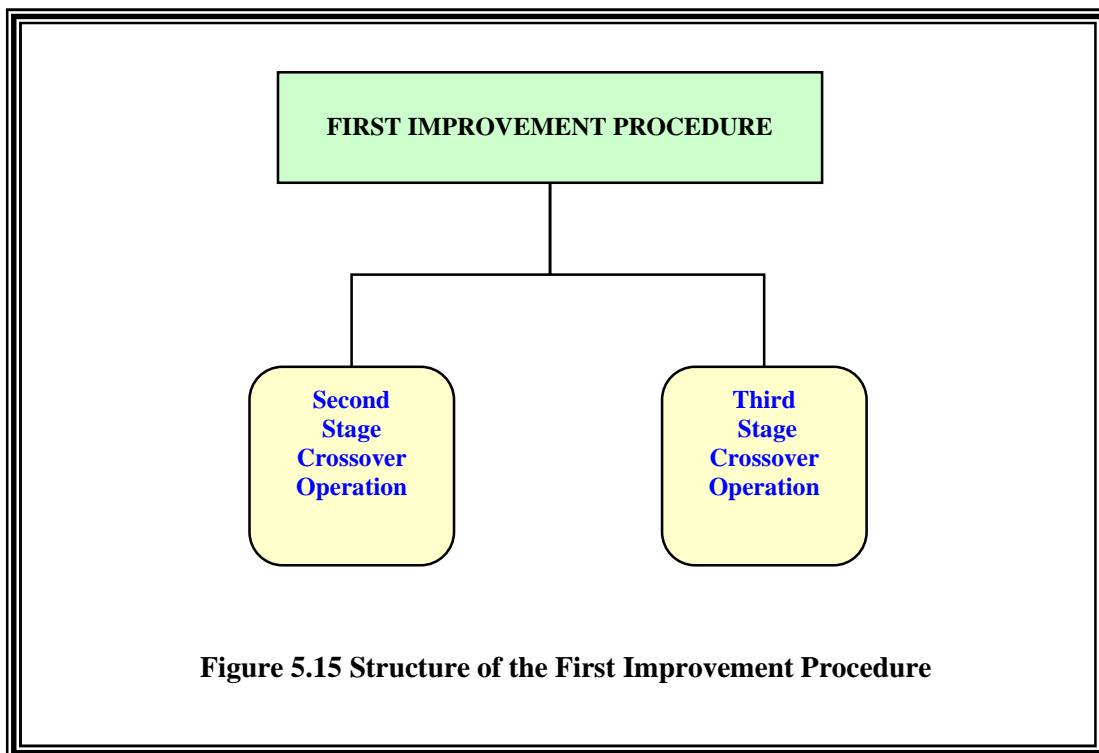 FIRST IMPROVEMENT PROCEDURE
Second
Stage
Crossover
Operation
Third
Stage
Crossover
Operation
Figure 5.15 Structure of the First Improvement Procedure